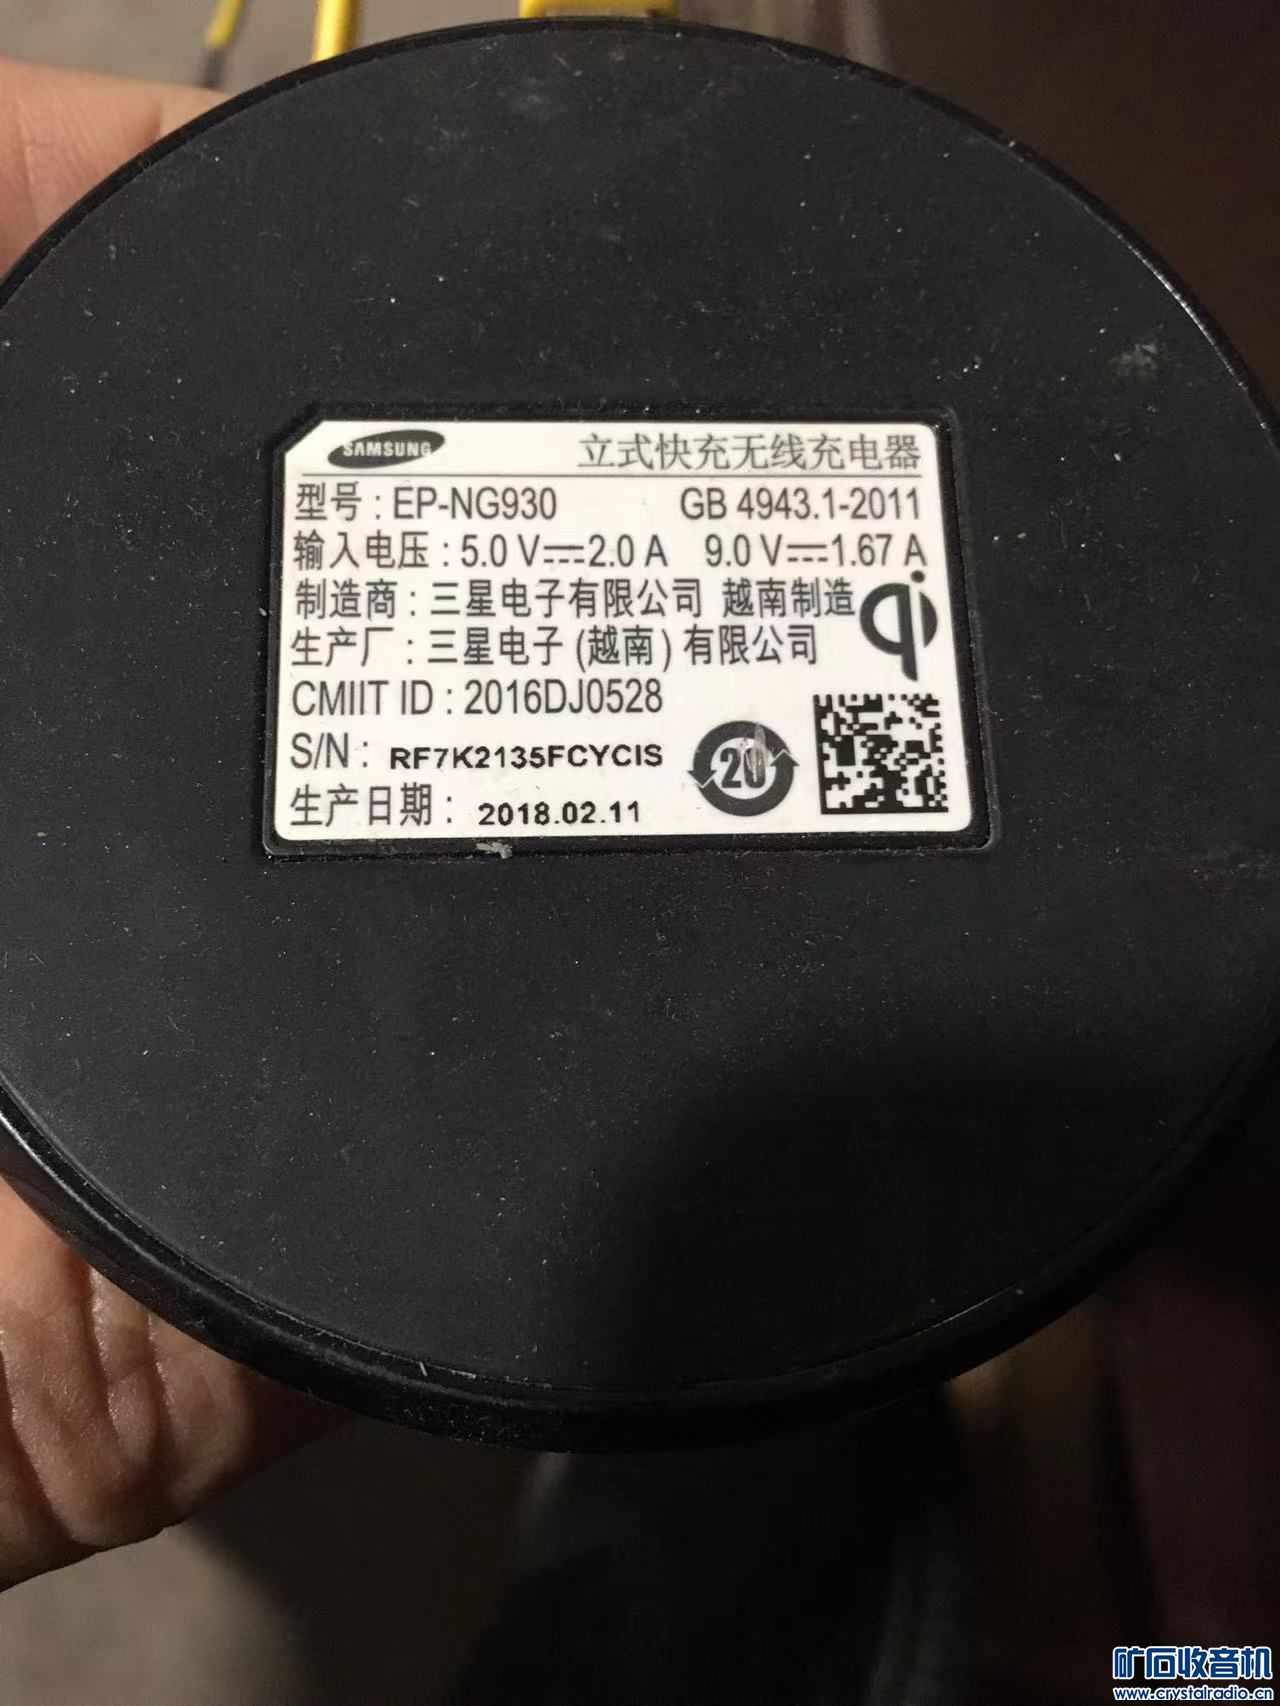 SAMSUNG 立式快充无线充电器
型号 : EP-NG930 GB 4943.1-2011
输入电压 : 5.0 V⎓2.0 A 9.0 V⎓1.67 A
制造商 : 三星电子有限公司 越南制造
qi
生产厂 : 三星电子 (越南) 有限公司
CMIIT ID : 2016DJ0528
S/N : RF7K2135FCYCIS
20
生产日期 : 2018.02.11
矿石收音机
www.crystalradio.cn